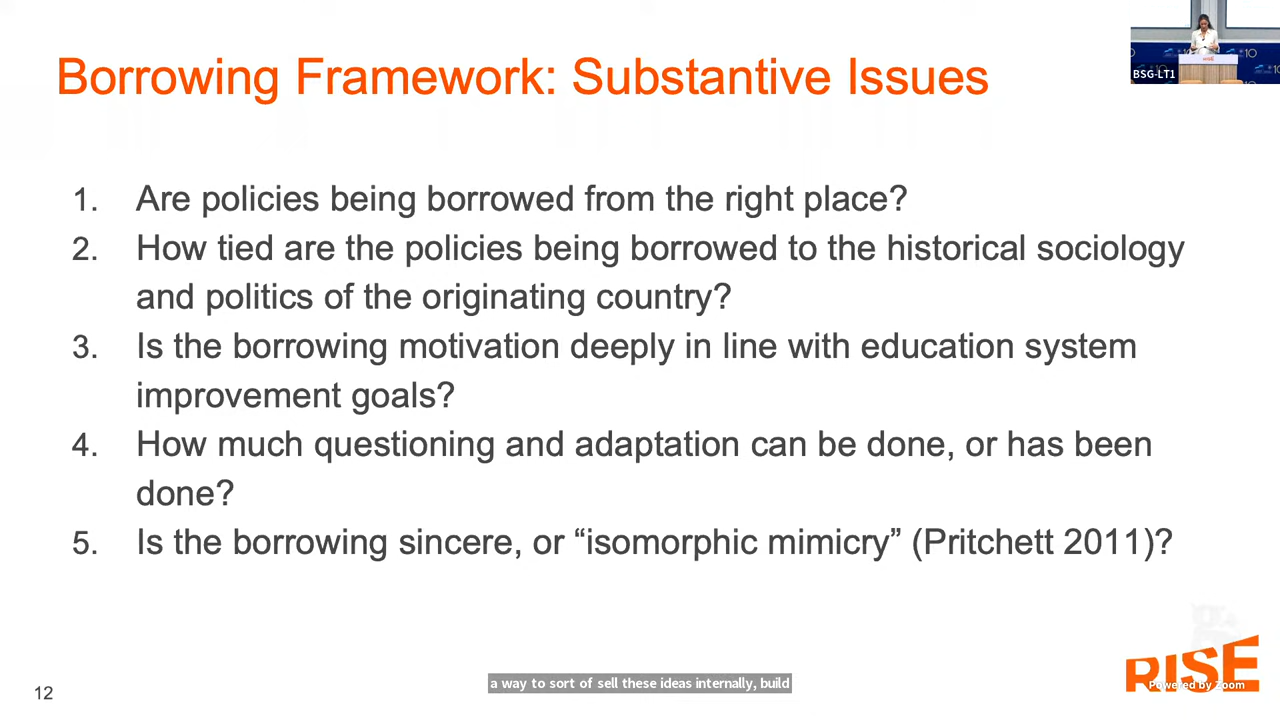 Borrowing Framework: Substantive Issues
BSG-LT1
RISE
10
1. Are policies being borrowed from the right place?
2. How tied are the policies being borrowed to the historical sociology
and politics of the originating country?
3. Is the borrowing motivation deeply in line with education system
improvement goals?
4. How much questioning and adaptation can be done, or has been
done?
5. Is the borrowing sincere, or “isomorphic mimicry” (Pritchett 2011)?
RISE
Powered by Zoom
12
a way to sort of sell these ideas internally, build